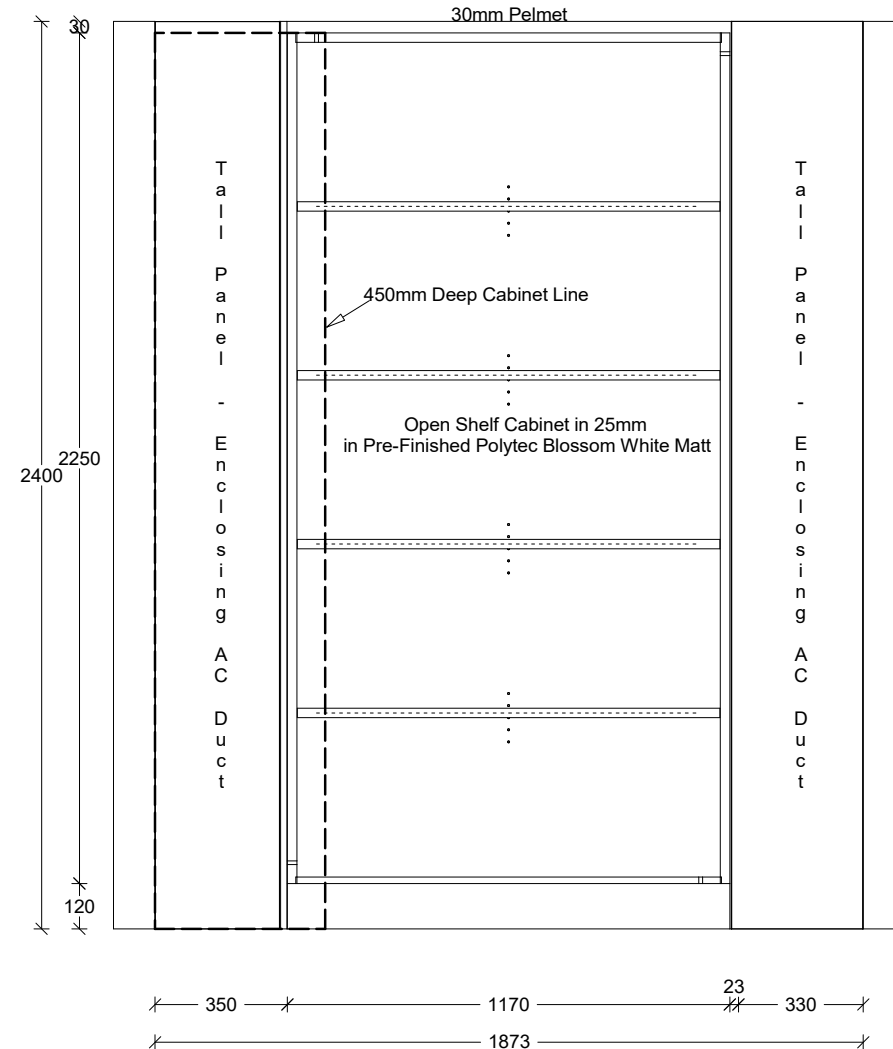 30mm Pelmet
30
Tall Panel - Enclosing AC Duct
Tall Panel - Enclosing AC Duct
450mm Deep Cabinet Line
Open Shelf Cabinet in 25mm
in Pre-Finished Polytec Blossom White Matt
2250
2400
120
23
350
1170
330
1873